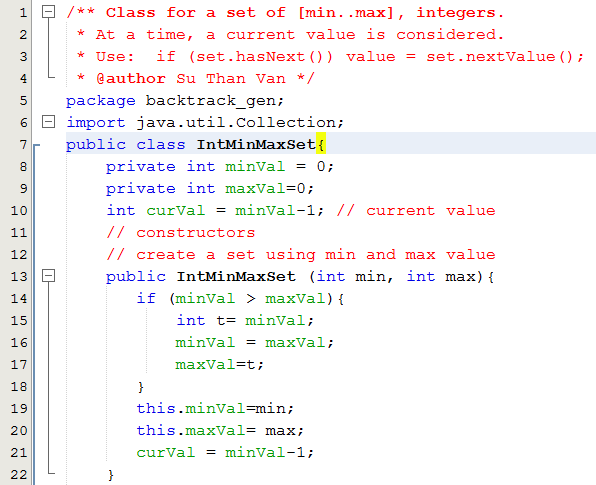 1 /** Class for a set of [min..max], integers.
2 * At a time, a current value is considered.
3 * Use:  if (set.hasNext()) value = set.nextValue();
4 * @author Su Than Van */
5 package backtrack_gen;
6 import java.util.Collection;
7 public class IntMinMaxSet{
8 private int minVal = 0;
9 private int maxVal=0;
10 int curVal = minVal-1; // current value
11 // constructors
12 // create a set using min and max value
13 public IntMinMaxSet (int min, int max){
14 if (minVal > maxVal){
15 int t= minVal;
16 minVal = maxVal;
17 maxVal=t;
18 }
19 this.minVal=min;
20 this.maxVal= max;
21 curVal = minVal-1;
22 }